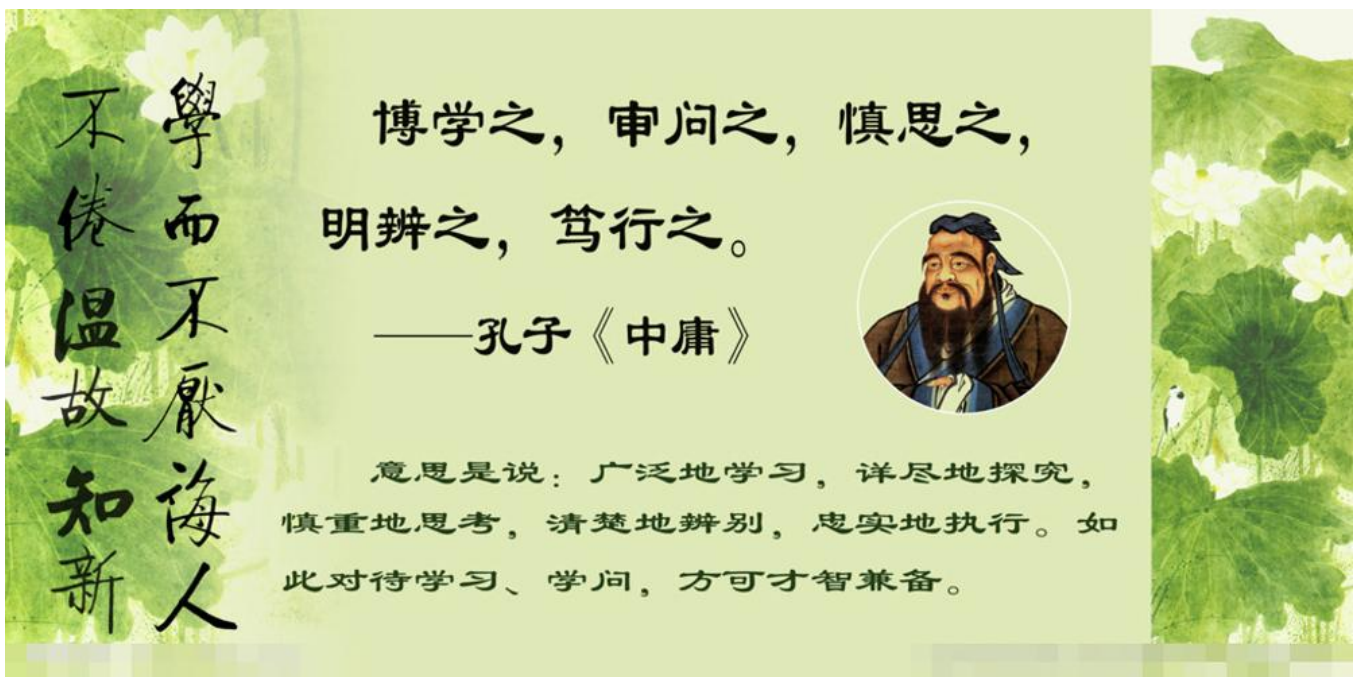 學而不厭誨人
不倦温故知新
博学之，审问之，慎思之，
明辨之，笃行之。
——孔子《中庸》
意思是说：广泛地学习，详尽地探究，
慎重地思考，清楚地辨别，忠实地执行。如
此对待学习、学问，方可才智兼备。